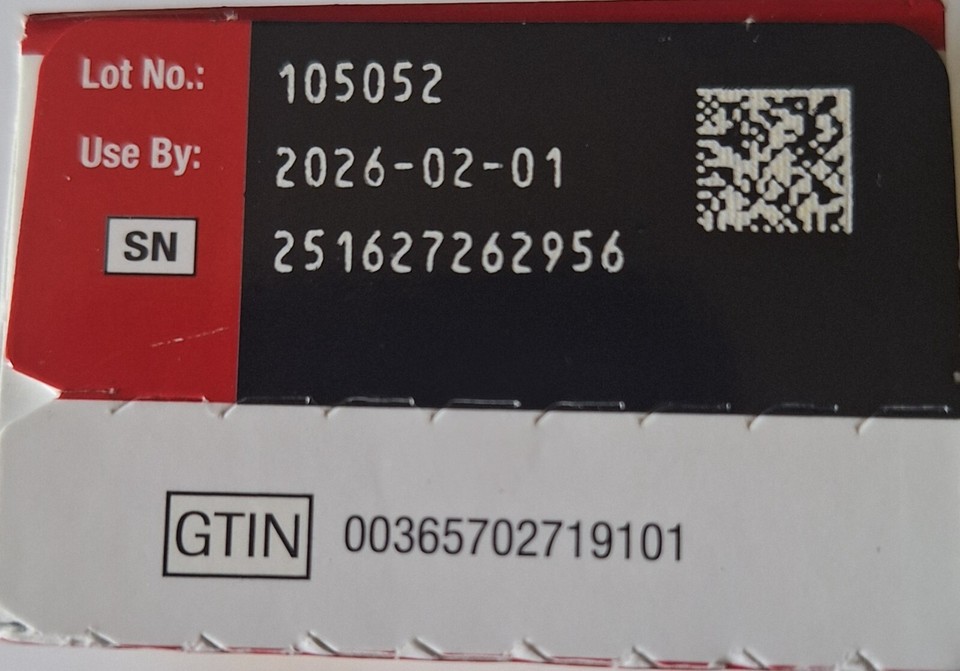 Lot No.: 105052
Use By: 2026-02-01
SN 251627262956
GTIN 00365702719101